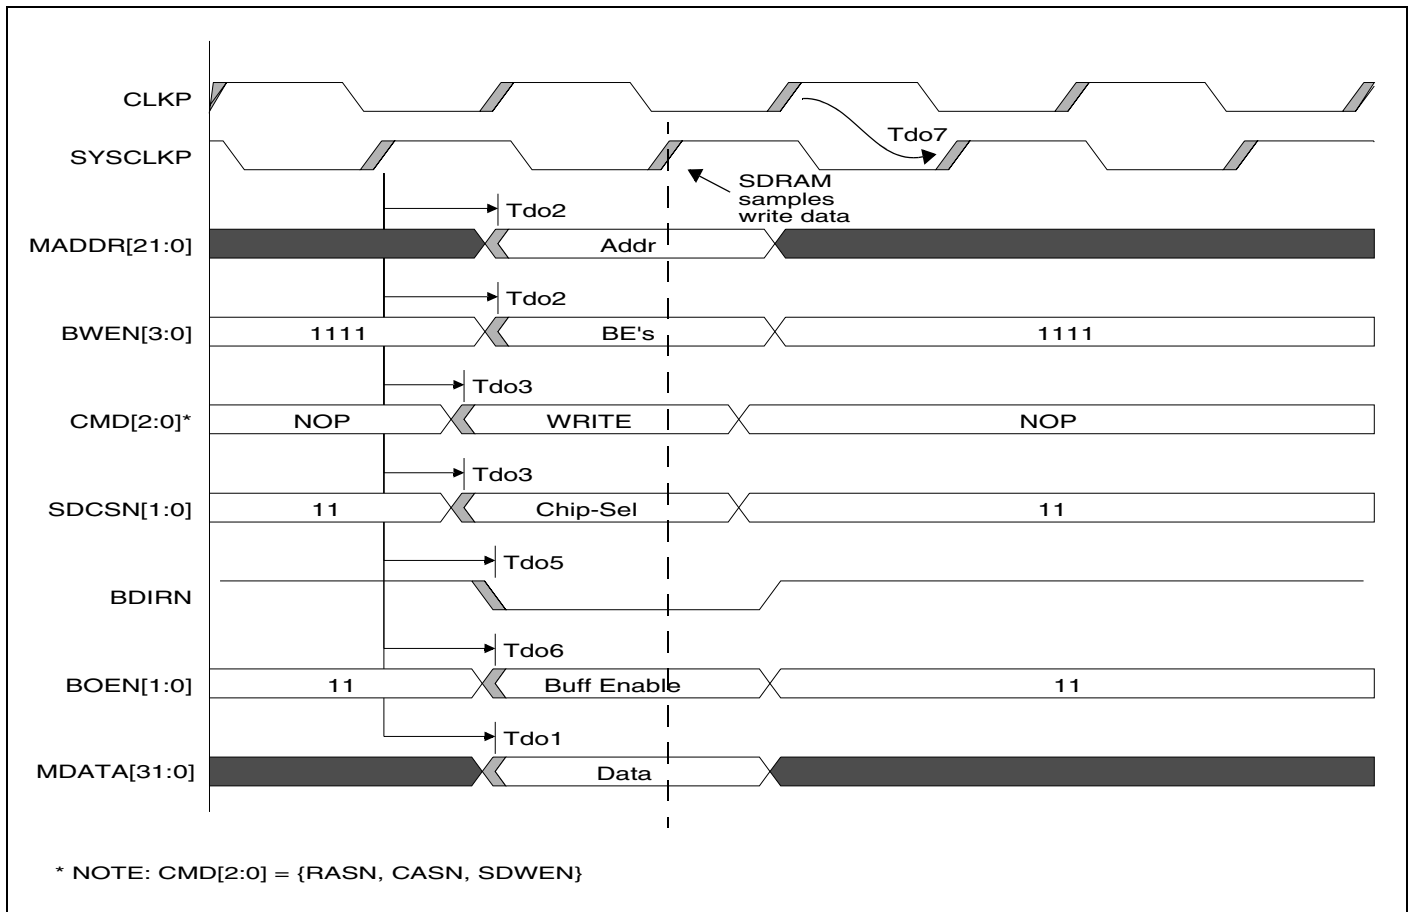 CLKP
Tdo7
SYSCLKP
SDRAM
samples
write data
Tdo2
MADDR[21:0]
Addr
Tdo2
BWEN[3:0]
1111
BE's
1111
Tdo3
CMD[2:0]*
NOP
WRITE
NOP
Tdo3
SDCSN[1:0]
11
Chip-Sel
11
Tdo5
BDIRN
Tdo6
BOEN[1:0]
11
Buff Enable
11
Tdo1
MDATA[31:0]
Data
* NOTE: CMD[2:0] = {RASN, CASN, SDWEN}